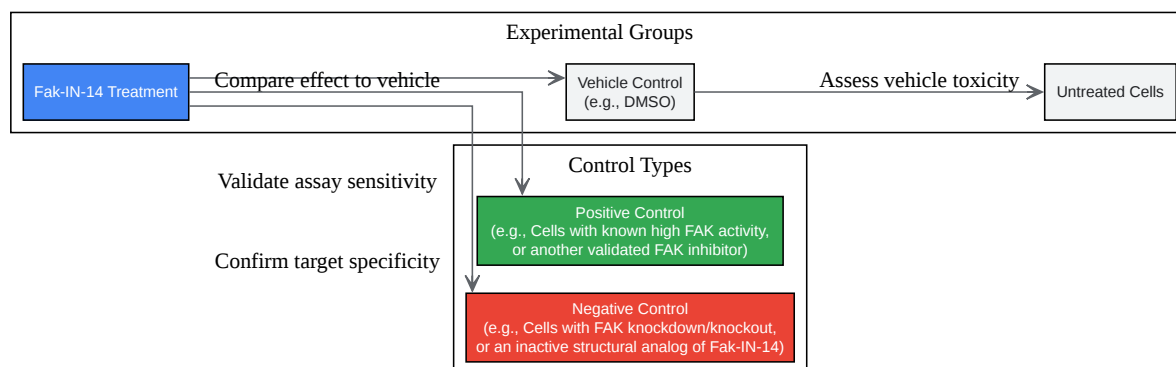 Experimental Groups
Fak-IN-14 Treatment
Compare effect to vehicle
Vehicle Control
(e.g., DMSO)
Assess vehicle toxicity
Untreated Cells
Control Types
Validate assay sensitivity
Positive Control
(e.g., Cells with known high FAK activity,
or another validated FAK inhibitor)
Confirm target specificity
Negative Control
(e.g., Cells with FAK knockdown/knockout,
or an inactive structural analog of Fak-IN-14)